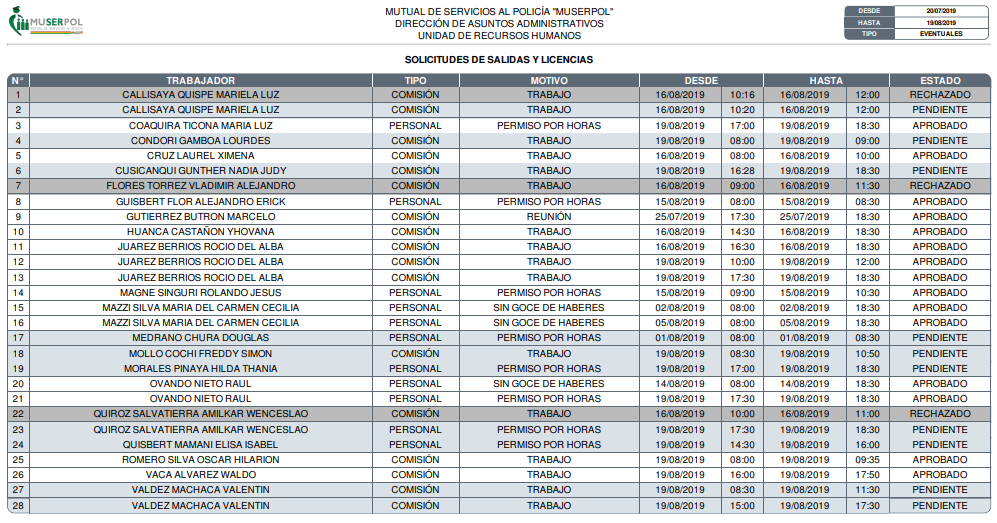 MUSERPOL
MUTUAL DE SERVICIOS AL POLICÍA
MUTUAL DE SERVICIOS AL POLICÍA "MUSERPOL"
DIRECCIÓN DE ASUNTOS ADMINISTRATIVOS
UNIDAD DE RECURSOS HUMANOS
DESDE 20/07/2019
HASTA 19/08/2019
TIPO EVENTUALES
SOLICITUDES DE SALIDAS Y LICENCIAS
N° TRABAJADOR TIPO MOTIVO DESDE HASTA ESTADO
1 CALLISAYA QUISPE MARIELA LUZ COMISIÓN TRABAJO 16/08/2019 10:16 16/08/2019 12:00 RECHAZADO
2 CALLISAYA QUISPE MARIELA LUZ COMISIÓN TRABAJO 16/08/2019 10:20 16/08/2019 12:00 PENDIENTE
3 COAQUIRA TICONA MARIA LUZ PERSONAL PERMISO POR HORAS 19/08/2019 17:00 19/08/2019 18:30 APROBADO
4 CONDORI GAMBOA LOURDES COMISIÓN TRABAJO 19/08/2019 08:00 19/08/2019 09:00 PENDIENTE
5 CRUZ LAUREL XIMENA COMISIÓN TRABAJO 16/08/2019 08:00 16/08/2019 10:00 APROBADO
6 CUSICANQUI GUNTHER NADIA JUDY COMISIÓN TRABAJO 19/08/2019 16:28 19/08/2019 18:30 PENDIENTE
7 FLORES TORREZ VLADIMIR ALEJANDRO COMISIÓN TRABAJO 16/08/2019 09:00 16/08/2019 11:30 RECHAZADO
8 GUISBERT FLOR ALEJANDRO ERICK PERSONAL PERMISO POR HORAS 15/08/2019 08:00 15/08/2019 08:30 APROBADO
9 GUTIERREZ BUTRON MARCELO COMISIÓN REUNIÓN 25/07/2019 17:30 25/07/2019 18:30 APROBADO
10 HUANCA CASTAÑON YHOVANA COMISIÓN TRABAJO 16/08/2019 14:30 16/08/2019 18:30 APROBADO
11 JUAREZ BERRIOS ROCIO DEL ALBA COMISIÓN TRABAJO 16/08/2019 16:30 16/08/2019 18:30 APROBADO
12 JUAREZ BERRIOS ROCIO DEL ALBA COMISIÓN TRABAJO 19/08/2019 10:00 19/08/2019 12:00 APROBADO
13 JUAREZ BERRIOS ROCIO DEL ALBA COMISIÓN TRABAJO 19/08/2019 17:30 19/08/2019 18:30 APROBADO
14 MAGNE SINGURI ROLANDO JESUS PERSONAL PERMISO POR HORAS 15/08/2019 09:00 15/08/2019 10:30 APROBADO
15 MAZZI SILVA MARIA DEL CARMEN CECILIA PERSONAL SIN GOCE DE HABERES 02/08/2019 08:00 02/08/2019 18:30 APROBADO
16 MAZZI SILVA MARIA DEL CARMEN CECILIA PERSONAL SIN GOCE DE HABERES 05/08/2019 08:00 05/08/2019 18:30 APROBADO
17 MEDRANO CHURA DOUGLAS PERSONAL PERMISO POR HORAS 01/08/2019 08:00 01/08/2019 08:30 PENDIENTE
18 MOLLO COCHI FREDDY SIMON COMISIÓN TRABAJO 19/08/2019 08:30 19/08/2019 10:50 PENDIENTE
19 MORALES PINAYA HILDA THANIA PERSONAL PERMISO POR HORAS 19/08/2019 17:00 19/08/2019 18:30 PENDIENTE
20 OVANDO NIETO RAUL PERSONAL SIN GOCE DE HABERES 14/08/2019 08:00 14/08/2019 18:30 APROBADO
21 OVANDO NIETO RAUL PERSONAL PERMISO POR HORAS 19/08/2019 17:30 19/08/2019 18:30 APROBADO
22 QUIROZ SALVATIERRA AMILKAR WENCESLAO COMISIÓN TRABAJO 16/08/2019 10:00 16/08/2019 11:00 RECHAZADO
23 QUIROZ SALVATIERRA AMILKAR WENCESLAO PERSONAL PERMISO POR HORAS 19/08/2019 17:30 19/08/2019 18:30 PENDIENTE
24 QUISBERT MAMANI ELISA ISABEL PERSONAL PERMISO POR HORAS 19/08/2019 14:30 19/08/2019 16:00 PENDIENTE
25 ROMERO SILVA OSCAR HILARION COMISIÓN TRABAJO 19/08/2019 08:00 19/08/2019 09:35 APROBADO
26 VACA ALVAREZ WALDO COMISIÓN TRABAJO 19/08/2019 16:00 19/08/2019 17:50 APROBADO
27 VALDEZ MACHACA VALENTIN COMISIÓN TRABAJO 19/08/2019 08:30 19/08/2019 11:30 PENDIENTE
28 VALDEZ MACHACA VALENTIN COMISIÓN TRABAJO 19/08/2019 15:00 19/08/2019 17:30 PENDIENTE